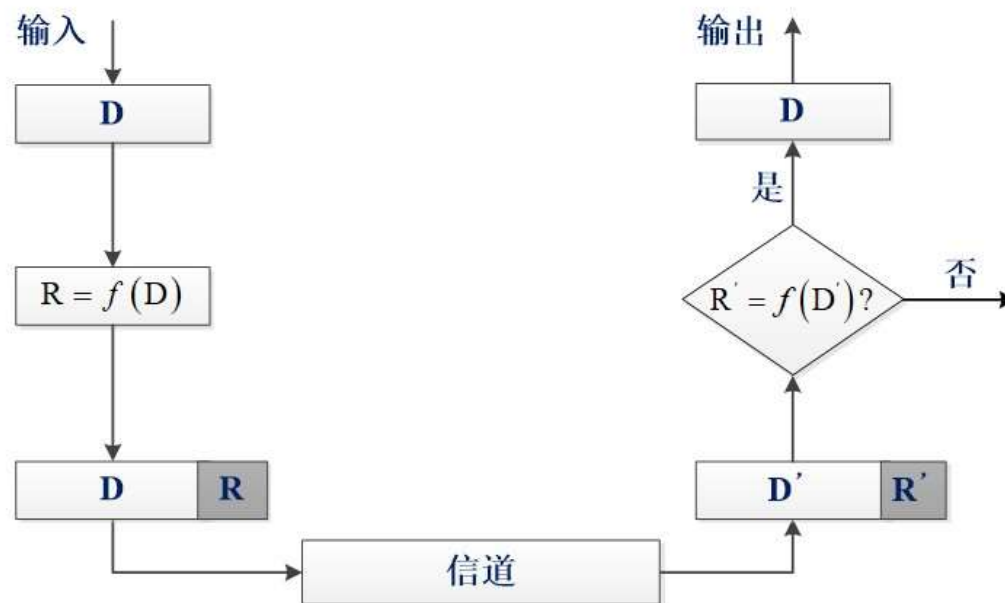 输入
D
R = f(D)
D
R
信道
输出
D
是
R' = f(D')?
否
D'
R'